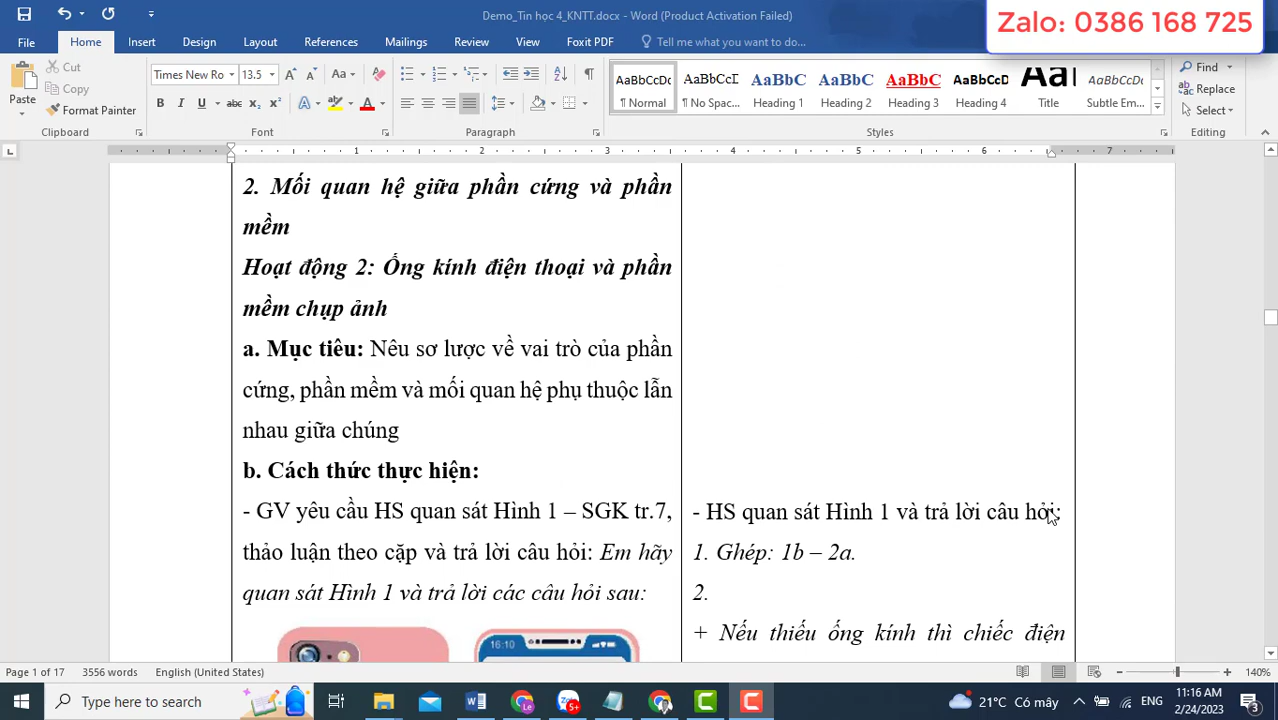 Demo_Tin học 4_KNTT.docx - Word (Product Activation Failed)
Zalo: 0386 168 725
File Home Insert Design Layout References Mailings Review View Foxit PDF Tell me what you want to do...
Paste
Cut
Copy
Format Painter
Clipboard
Times New Ro 13.5
Font
Paragraph
AaBbCcDc AaBbCcD AaBbC AaBbC AaBbC AaBbCc AaBbCcDc
¶ Normal ¶ No Spac... Heading 1 Heading 2 Heading 3 Heading 4 Title Subtle Em...
Styles
Find
Replace
Select
Editing
1 2 3 4 5 6 7
2. Mối quan hệ giữa phần cứng và phần
mềm
Hoạt động 2: Ống kính điện thoại và phần
mềm chụp ảnh
a. Mục tiêu: Nêu sơ lược về vai trò của phần
cứng, phần mềm và mối quan hệ phụ thuộc lẫn
nhau giữa chúng
b. Cách thức thực hiện:
- GV yêu cầu HS quan sát Hình 1 – SGK tr.7,
thảo luận theo cặp và trả lời câu hỏi: Em hãy
quan sát Hình 1 và trả lời các câu hỏi sau:
16:10
- HS quan sát Hình 1 và trả lời câu hỏi:
1. Ghép: 1b – 2a.
2.
+ Nếu thiếu ống kính thì chiếc điện
Page 1 of 17 3556 words English (United States) 140%
Type here to search
5+
21°C Có mây
ENG
11:16 AM
2/24/2023
3